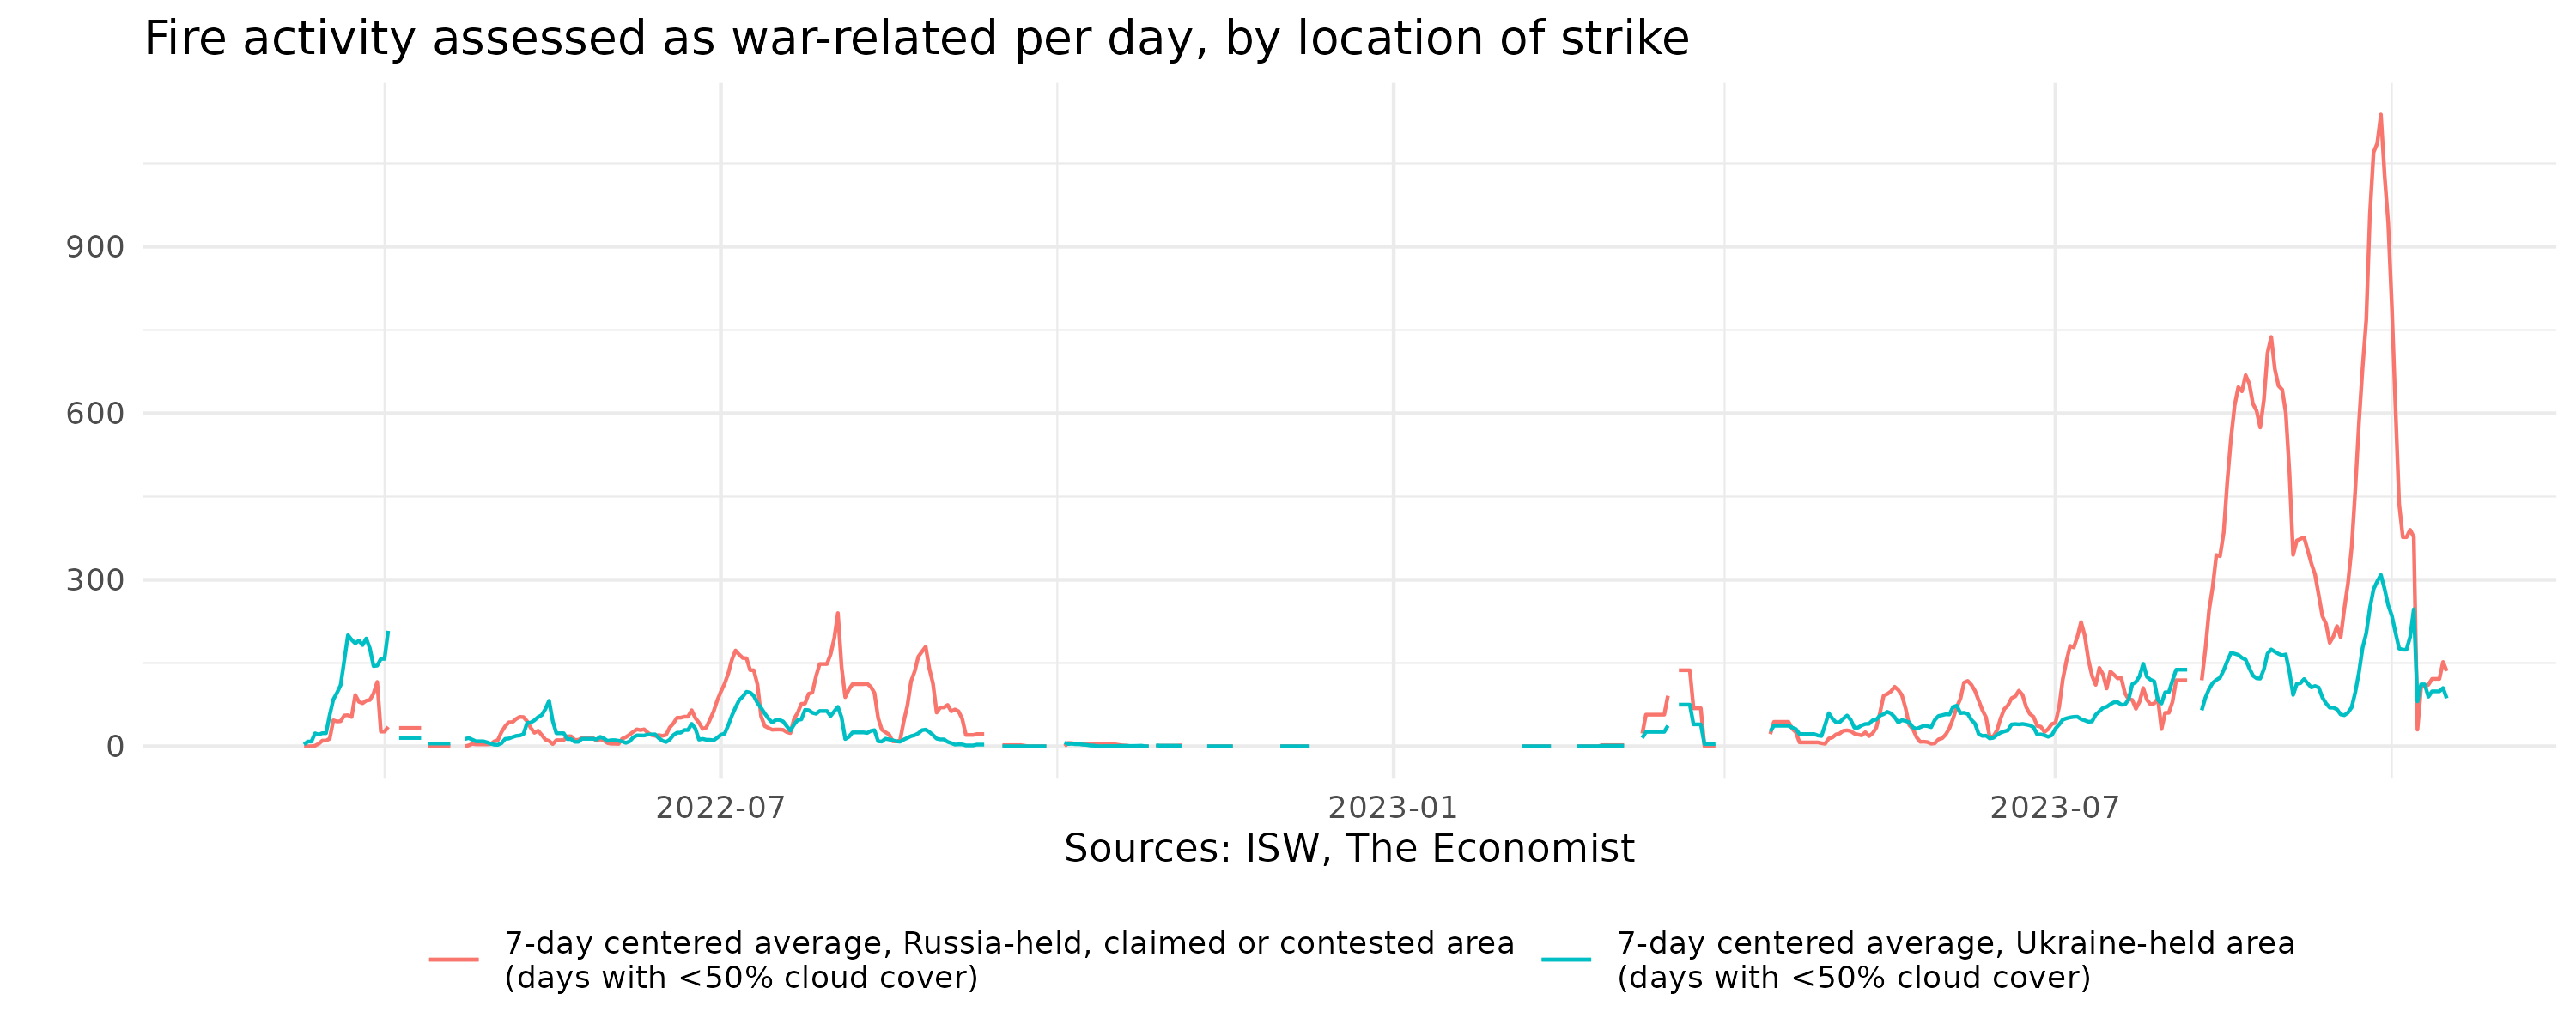 Fire activity assessed as war-related per day, by location of strike
900
600
300
0
2022-07
2023-01
2023-07
Sources: ISW, The Economist
7-day centered average, Russia-held, claimed or contested area
(days with <50% cloud cover)
7-day centered average, Ukraine-held area
(days with <50% cloud cover)